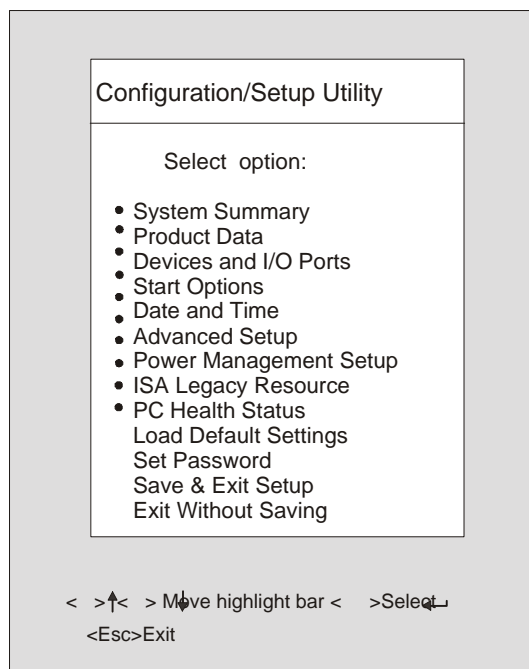 Configuration/Setup Utility
Select option:
• System Summary
• Product Data
• Devices and I/O Ports
• Start Options
• Date and Time
• Advanced Setup
• Power Management Setup
• ISA Legacy Resource
• PC Health Status
Load Default Settings
Set Password
Save & Exit Setup
Exit Without Saving
< ↑>< ↓> Move highlight bar < ↵>Select
<Esc>Exit